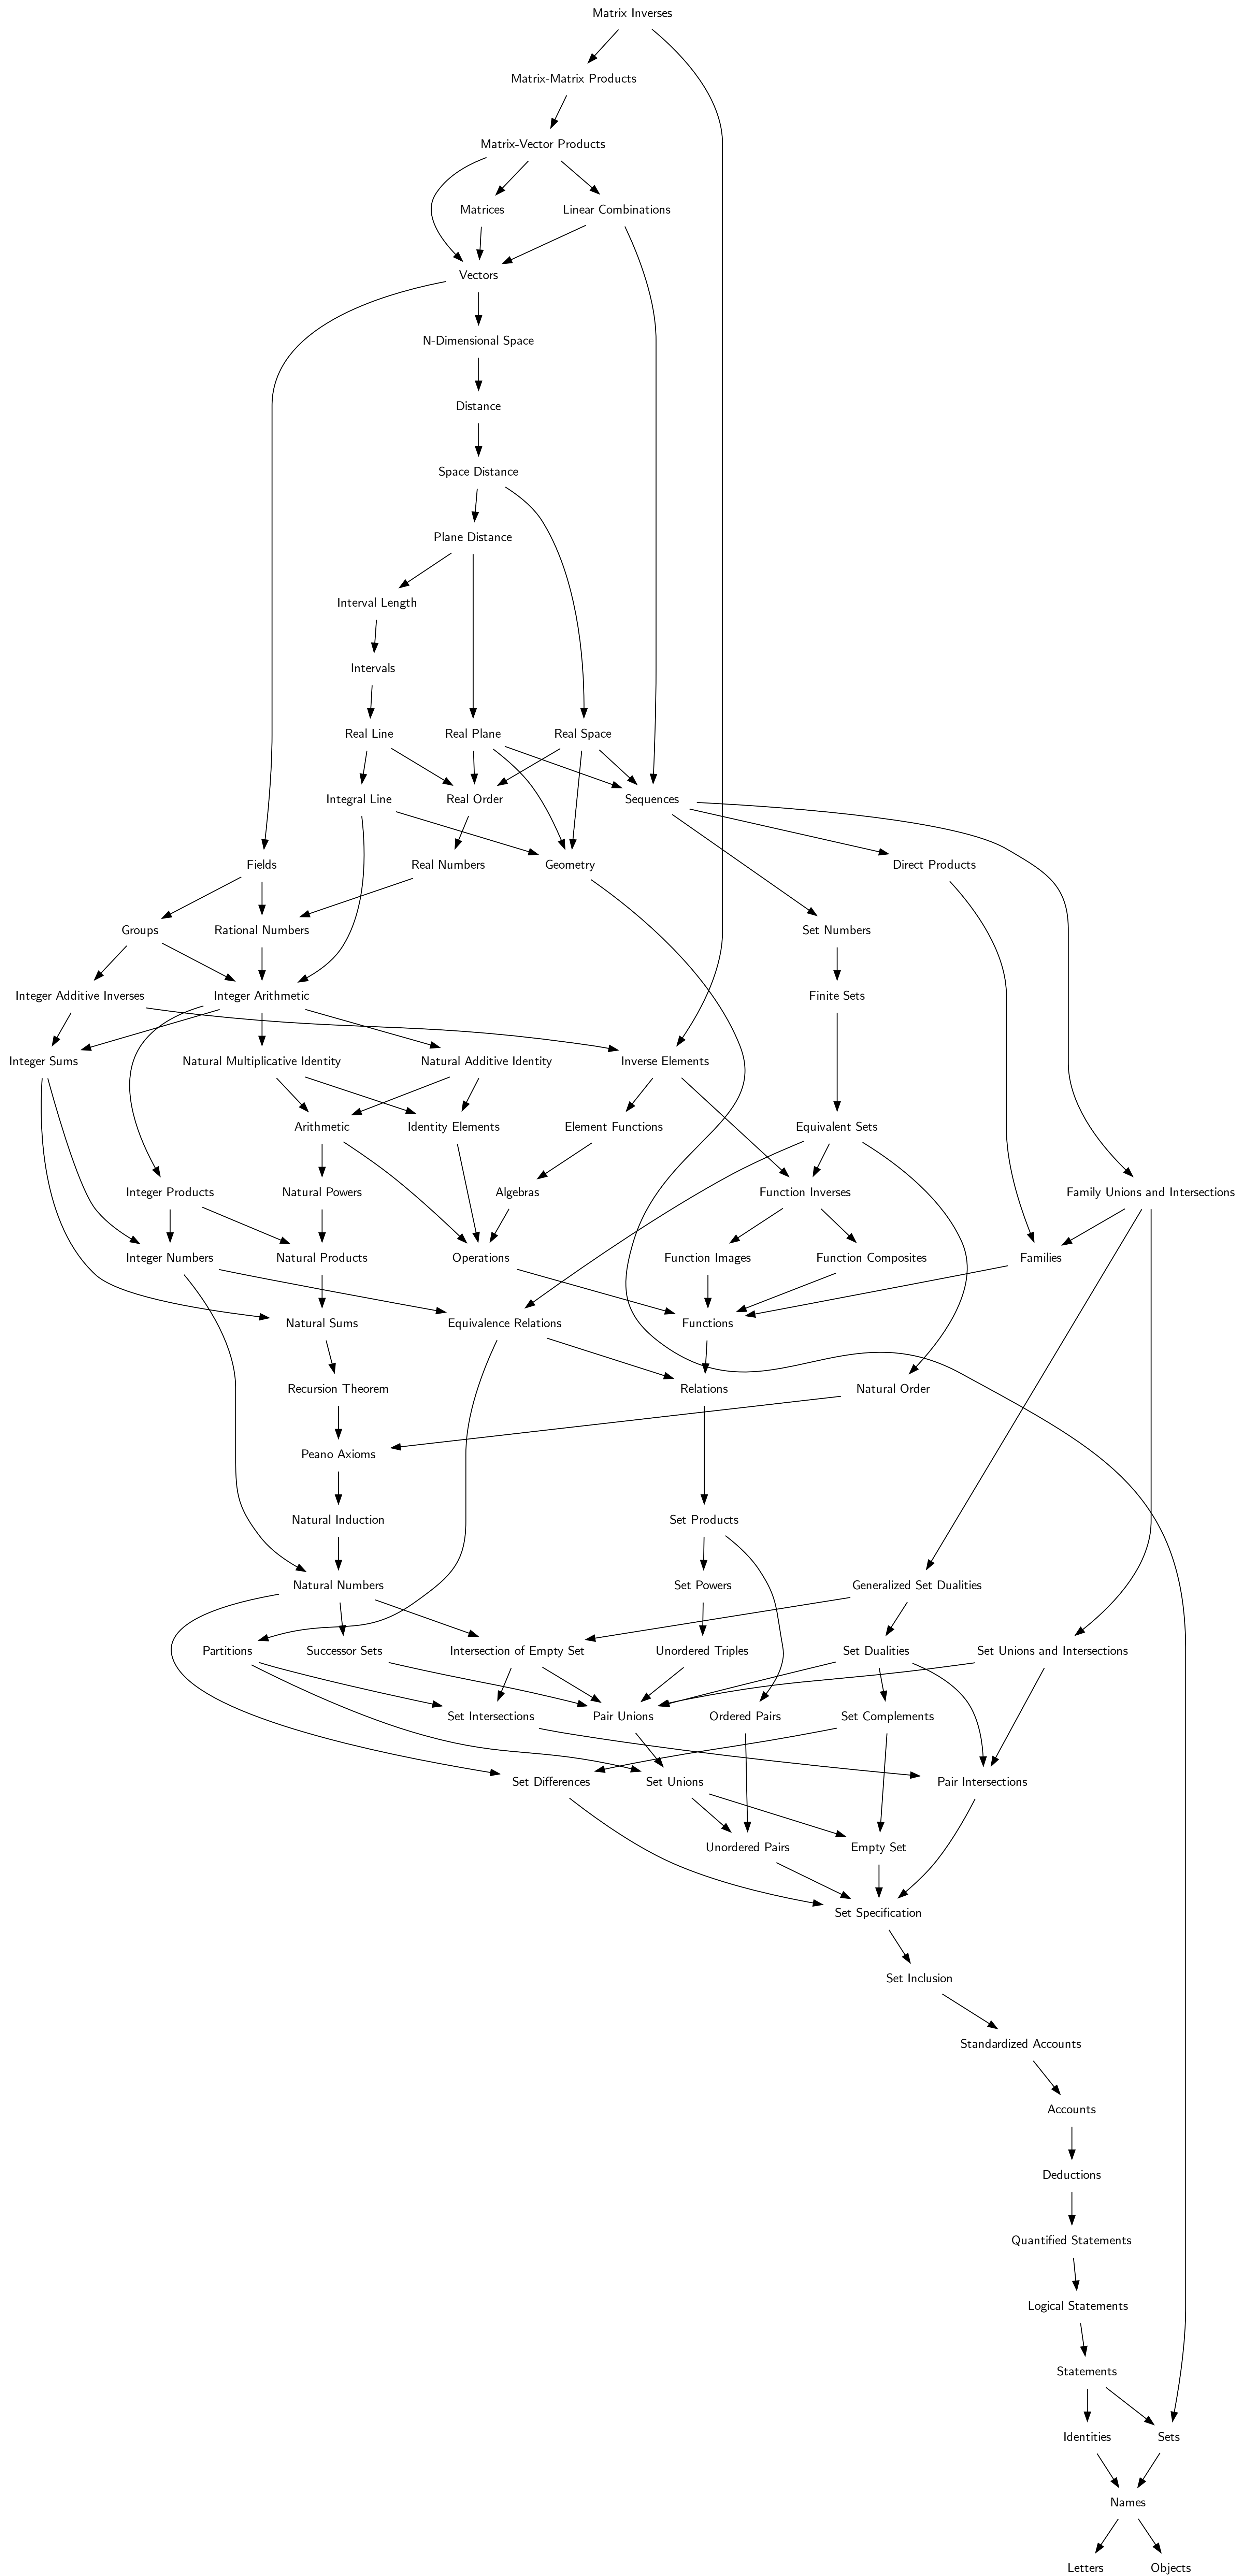 Matrix Inverses
Matrix-Matrix Products
Matrix-Vector Products
Matrices
Linear Combinations
Vectors
N-Dimensional Space
Distance
Space Distance
Plane Distance
Interval Length
Intervals
Real Line
Real Plane
Real Space
Integral Line
Real Order
Sequences
Fields
Real Numbers
Geometry
Direct Products
Groups
Rational Numbers
Set Numbers
Integer Additive Inverses
Integer Arithmetic
Finite Sets
Integer Sums
Natural Multiplicative Identity
Natural Additive Identity
Inverse Elements
Arithmetic
Identity Elements
Element Functions
Equivalent Sets
Integer Products
Natural Powers
Algebras
Function Inverses
Family Unions and Intersections
Integer Numbers
Natural Products
Operations
Function Images
Function Composites
Families
Natural Sums
Equivalence Relations
Functions
Recursion Theorem
Relations
Natural Order
Peano Axioms
Natural Induction
Set Products
Natural Numbers
Set Powers
Generalized Set Dualities
Partitions
Successor Sets
Intersection of Empty Set
Unordered Triples
Set Dualities
Set Unions and Intersections
Set Intersections
Pair Unions
Ordered Pairs
Set Complements
Set Differences
Set Unions
Pair Intersections
Unordered Pairs
Empty Set
Set Specification
Set Inclusion
Standardized Accounts
Accounts
Deductions
Quantified Statements
Logical Statements
Statements
Identities
Sets
Names
Letters
Objects